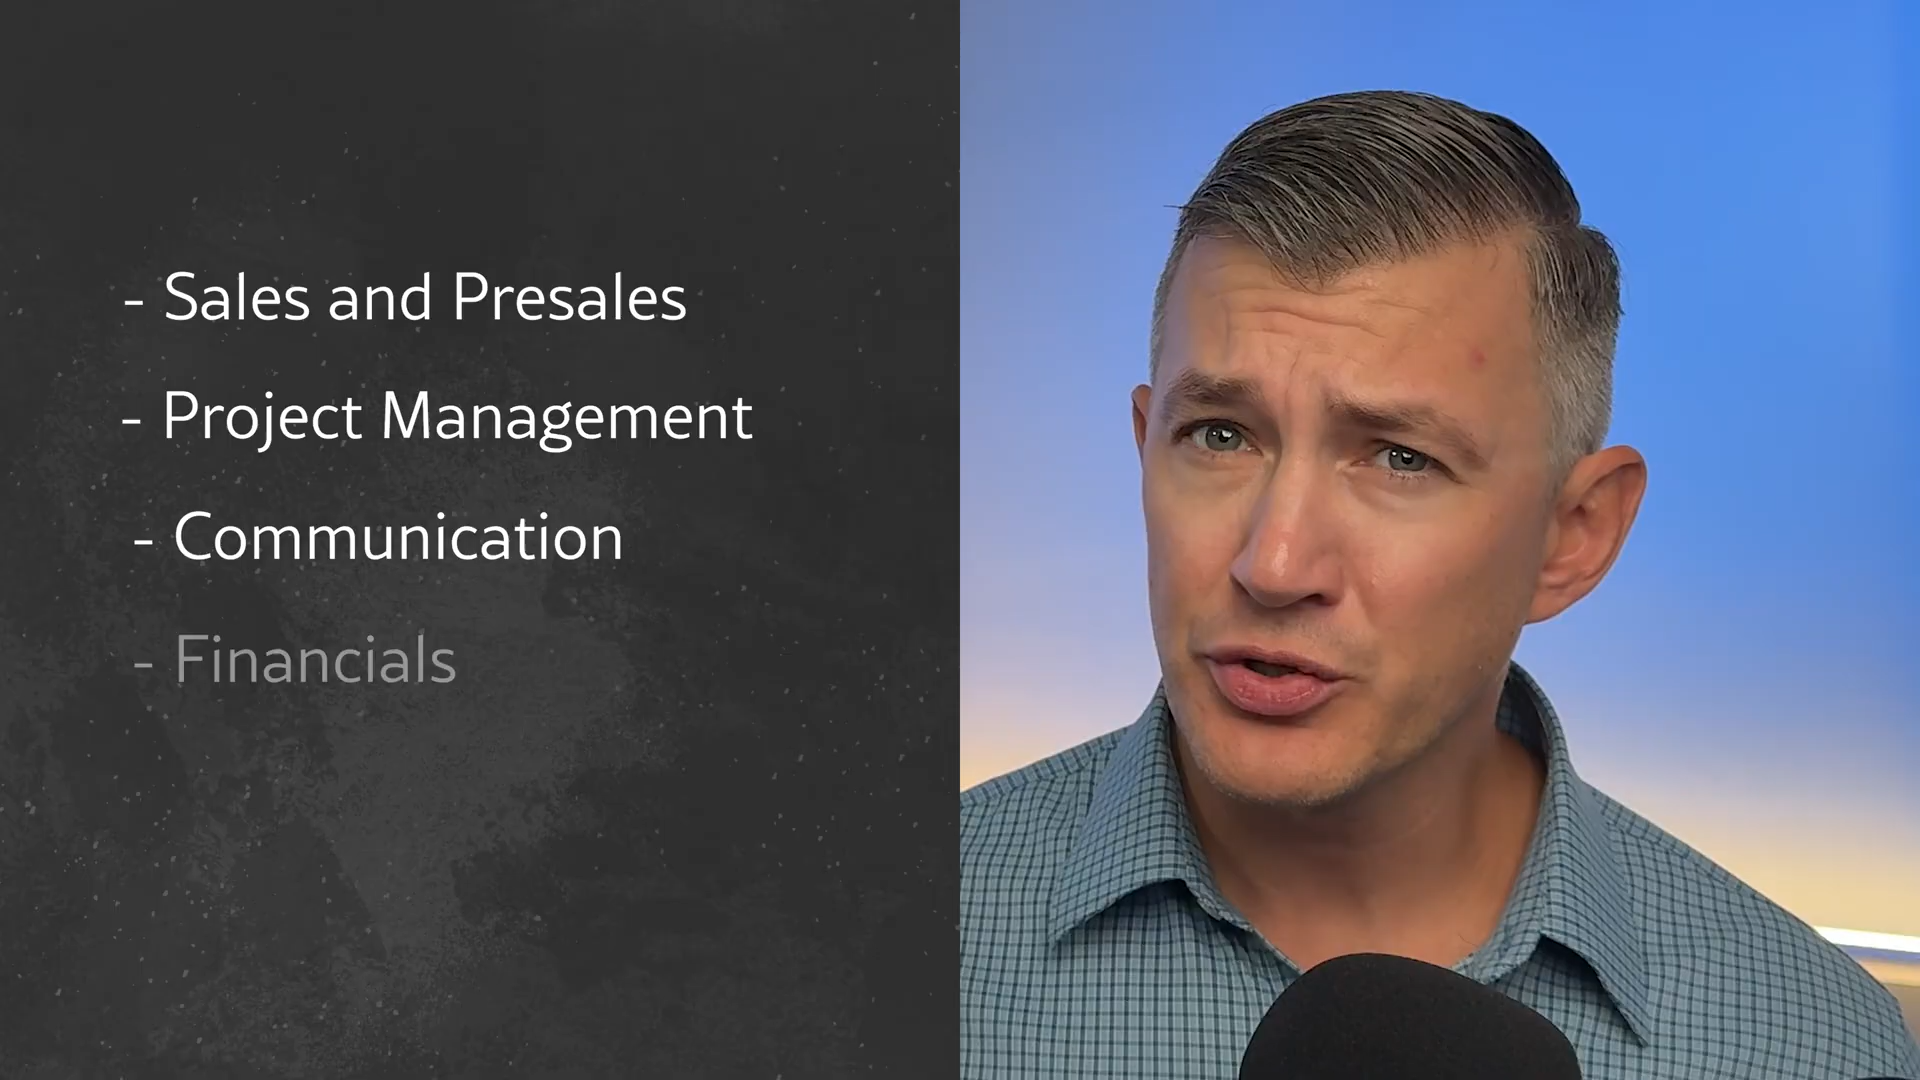 - Sales and Presales
- Project Management
- Communication
- Financials